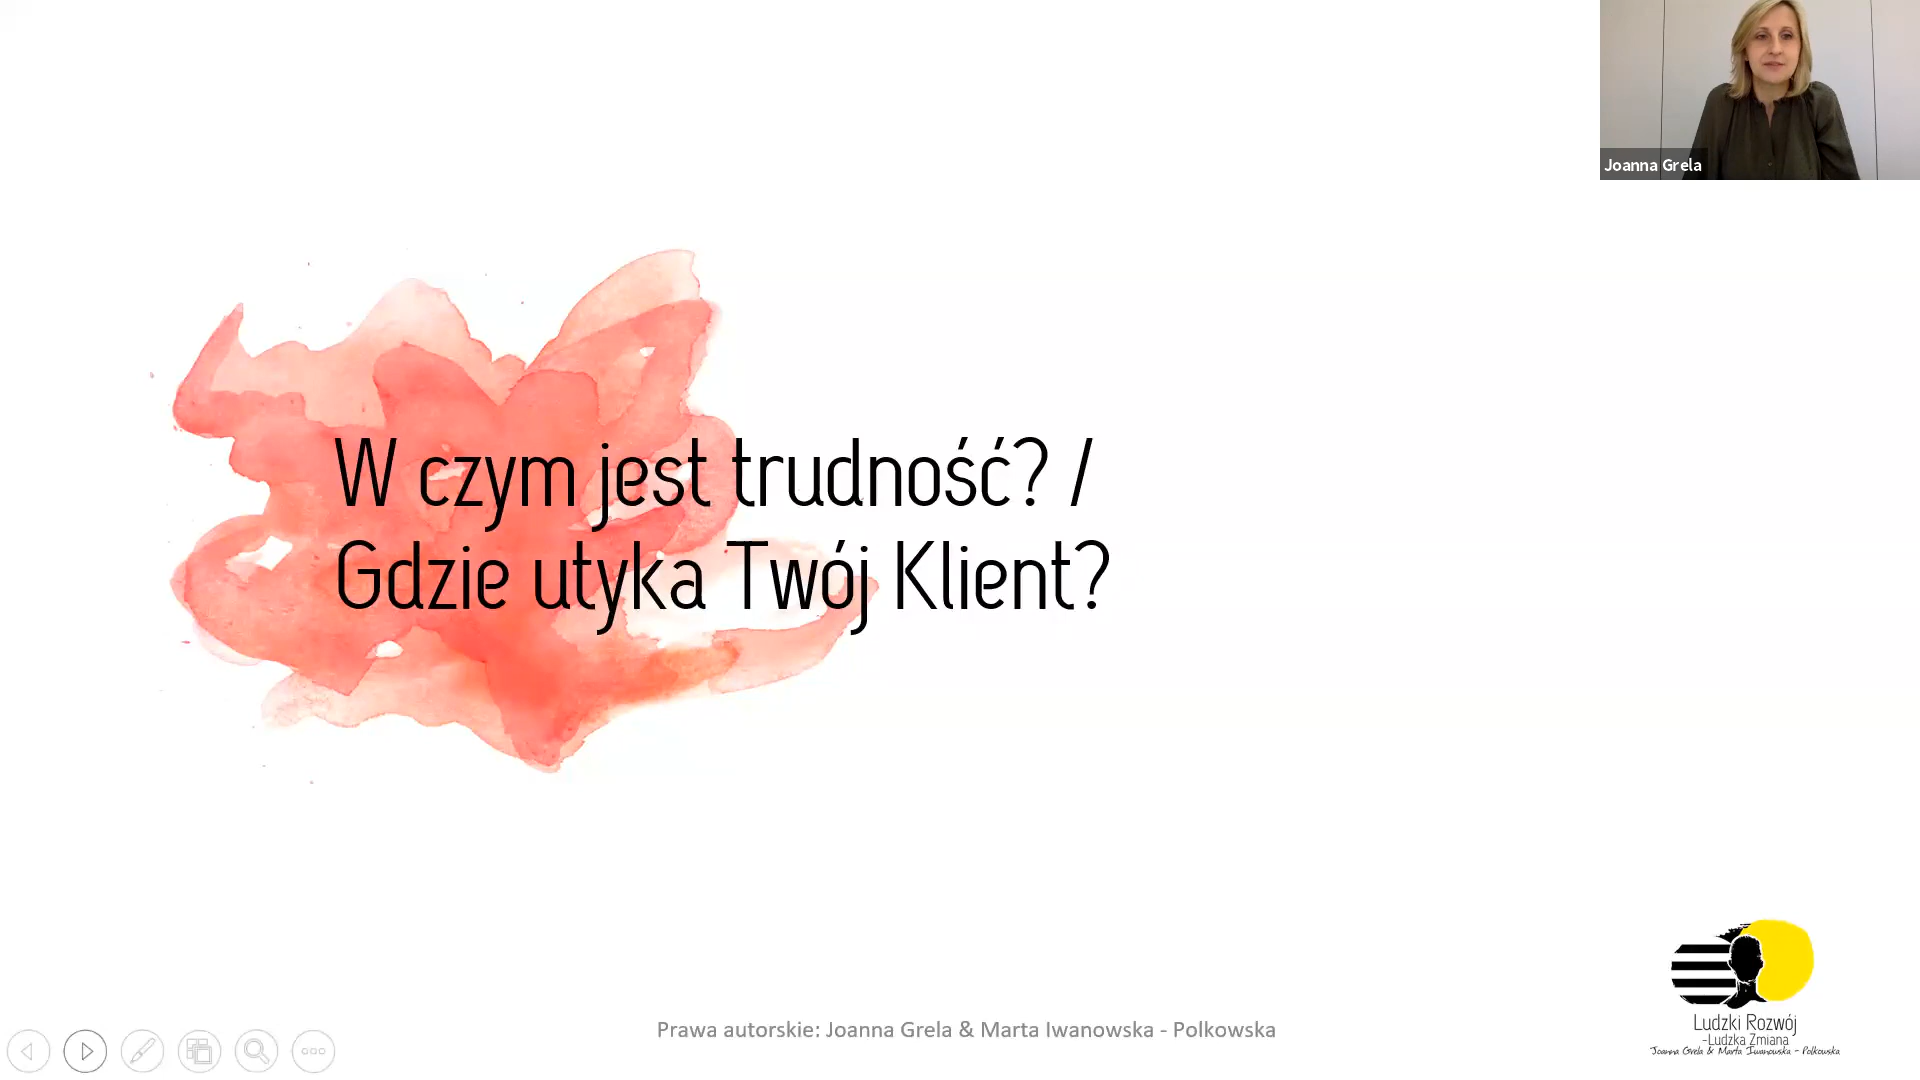 Joanna Grela
W czym jest trudność? /
Gdzie utyka Twój Klient?
Prawa autorskie: Joanna Grela & Marta Iwanowska - Polkowska
Ludzki Rozwój
-Ludzka Zmiana
Joanna Grela & Marta Iwanowska - Polkowska